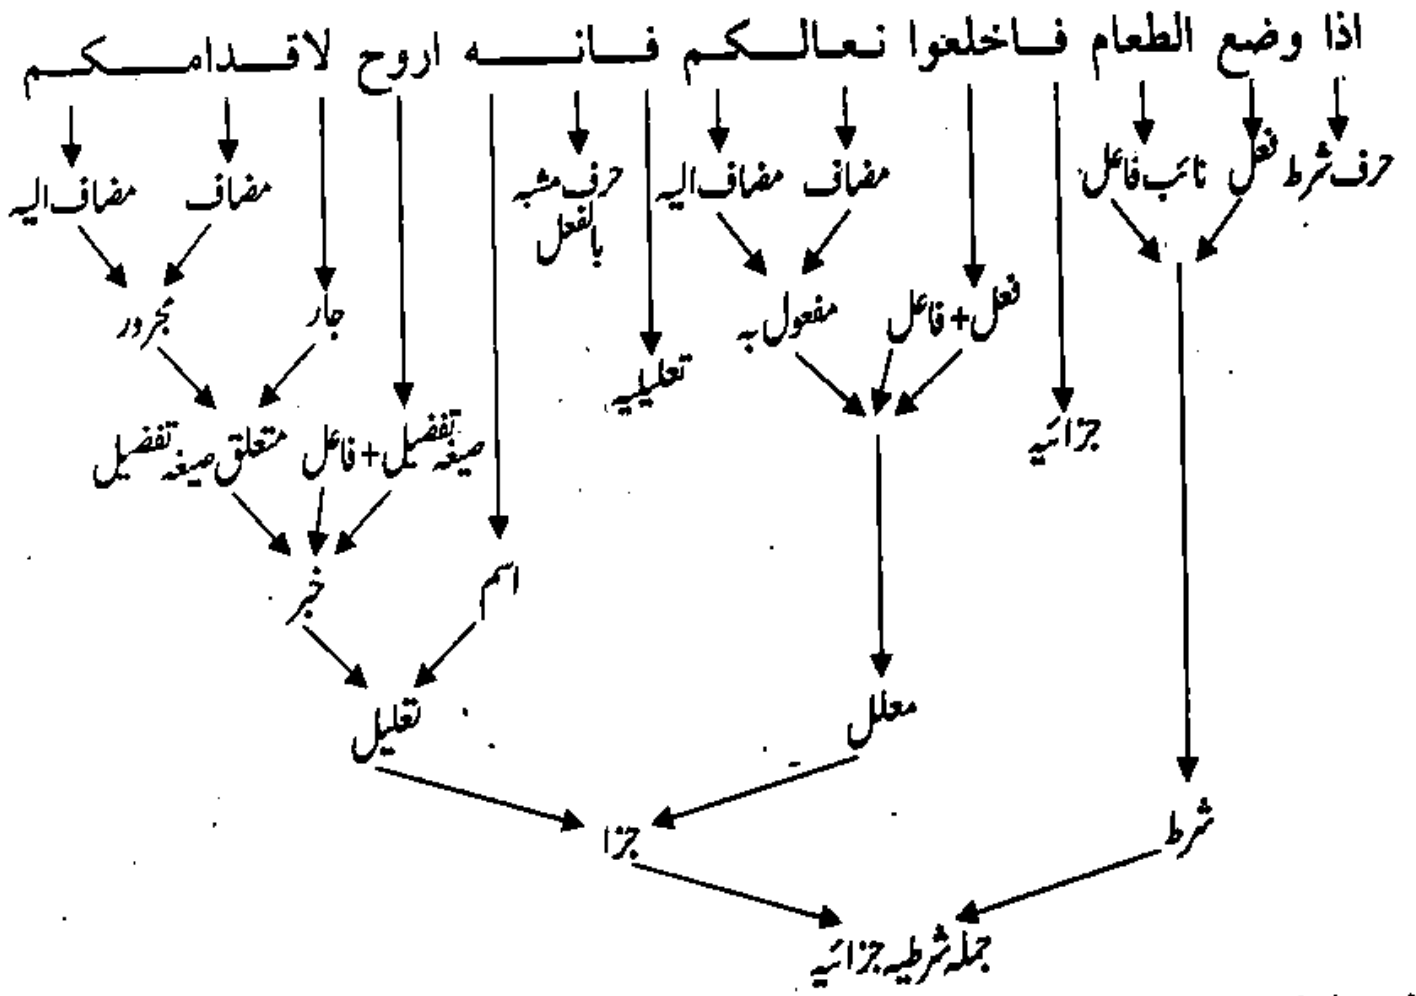 اذا وضع الطعام فاخلعوا نعالكم فانه اروح لاقدامكم
حرف شرط فعل نائب فاعل مضاف مضاف الیہ حرف مشبہ مضاف مضاف الیہ
بالفعل
فعل + فاعل مفعول بہ جار مجرور
تعلیلیہ
جزائیہ صیغہ تفضیل + فاعل متعلق صیغہ تفضیل
اسم خبر
معلل تعلیل
شرط جزا
جملہ شرطیہ جزائیہ